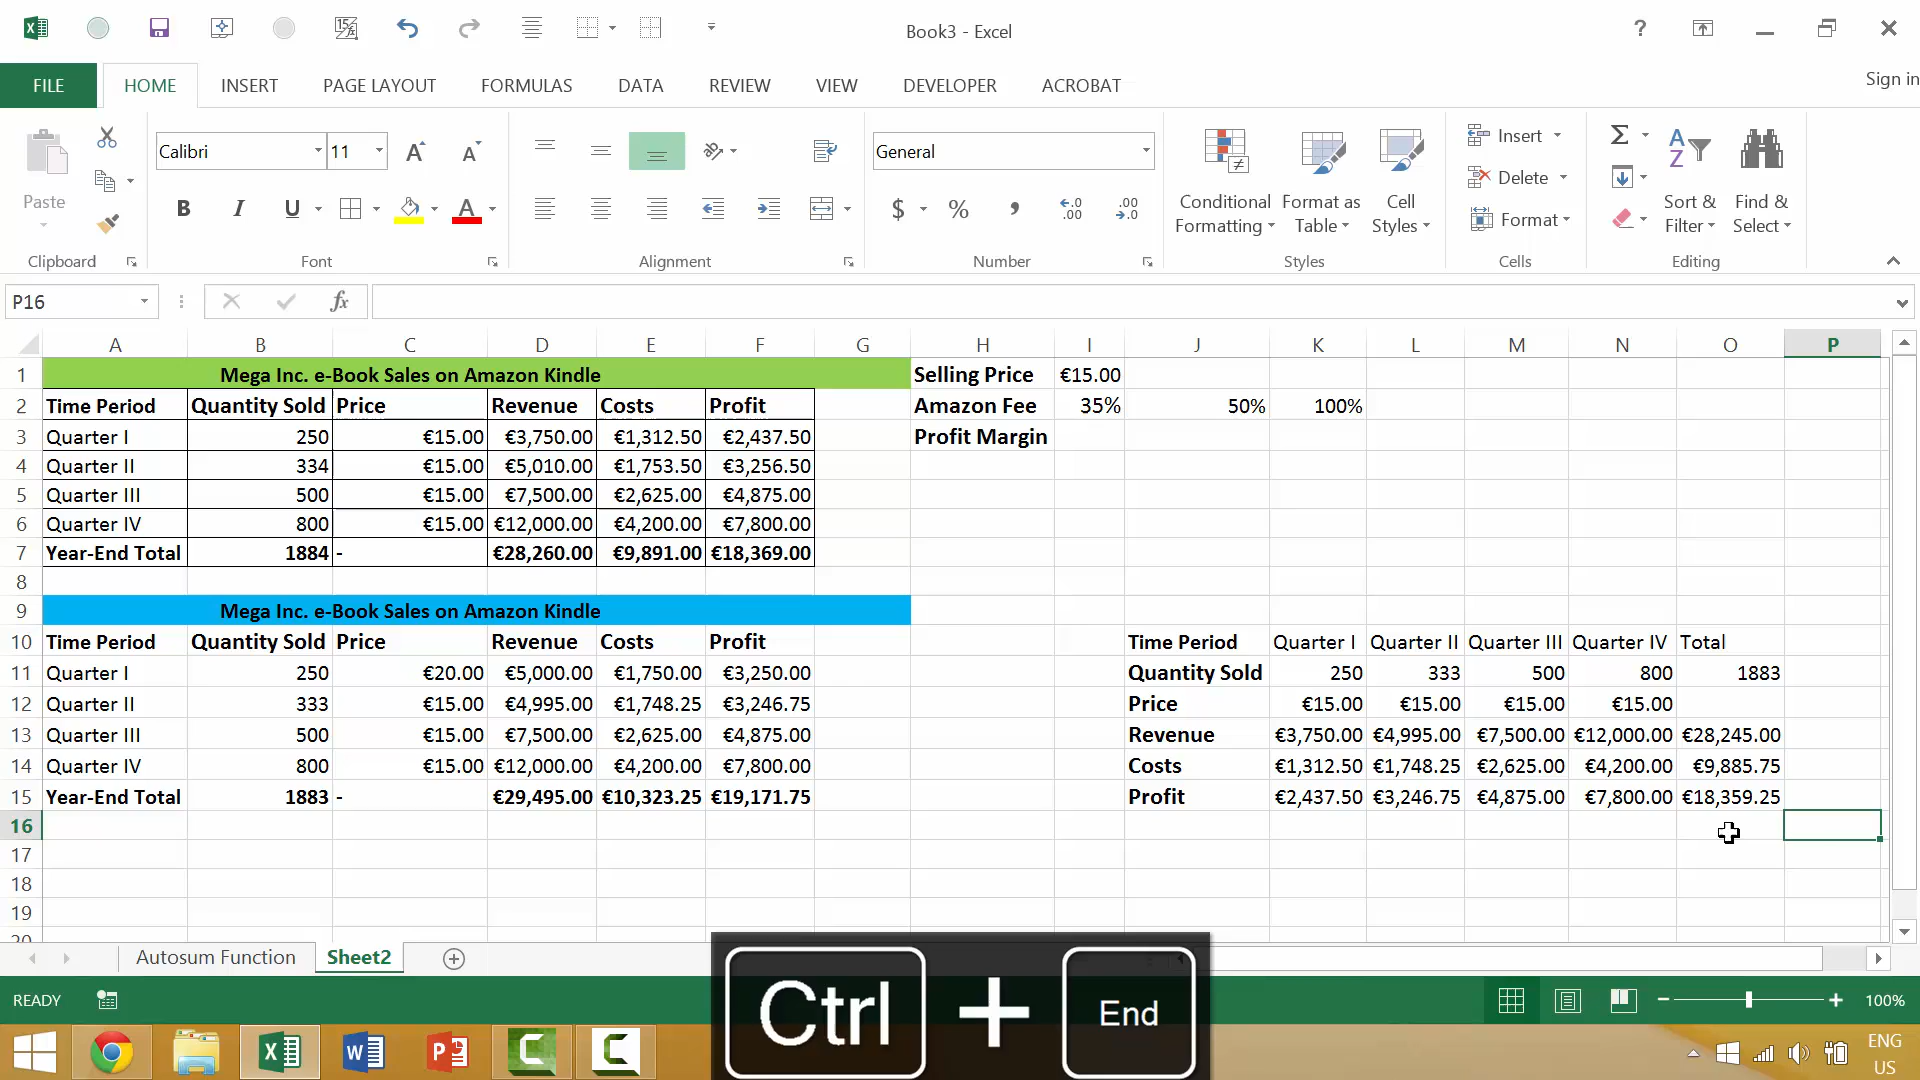 Book3 - Excel
?
Sign in
FILE HOME INSERT PAGE LAYOUT FORMULAS DATA REVIEW VIEW DEVELOPER ACROBAT
Paste
Calibri 11
General
Conditional Formatting
Format as Table
Cell Styles
Insert
Delete
Format
Sort & Filter
Find & Select
Clipboard Font Alignment Number Styles Cells Editing
P16
fx
A B C D E F G H I J K L M N O P
1 Mega Inc. e-Book Sales on Amazon Kindle Selling Price €15.00
2 Time Period Quantity Sold Price Revenue Costs Profit Amazon Fee 35% 50% 100%
3 Quarter I 250 €15.00 €3,750.00 €1,312.50 €2,437.50 Profit Margin
4 Quarter II 334 €15.00 €5,010.00 €1,753.50 €3,256.50
5 Quarter III 500 €15.00 €7,500.00 €2,625.00 €4,875.00
6 Quarter IV 800 €15.00 €12,000.00 €4,200.00 €7,800.00
7 Year-End Total 1884 - €28,260.00 €9,891.00 €18,369.00
8
9 Mega Inc. e-Book Sales on Amazon Kindle
10 Time Period Quantity Sold Price Revenue Costs Profit Time Period Quarter I Quarter II Quarter III Quarter IV Total
11 Quarter I 250 €20.00 €5,000.00 €1,750.00 €3,250.00 Quantity Sold 250 333 500 800 1883
12 Quarter II 333 €15.00 €4,995.00 €1,748.25 €3,246.75 Price €15.00 €15.00 €15.00 €15.00
13 Quarter III 500 €15.00 €7,500.00 €2,625.00 €4,875.00 Revenue €3,750.00 €4,995.00 €7,500.00 €12,000.00 €28,245.00
14 Quarter IV 800 €15.00 €12,000.00 €4,200.00 €7,800.00 Costs €1,312.50 €1,748.25 €2,625.00 €4,200.00 €9,885.75
15 Year-End Total 1883 - €29,495.00 €10,323.25 €19,171.75 Profit €2,437.50 €3,246.75 €4,875.00 €7,800.00 €18,359.25
16
17
18
19
20
Autosum Function Sheet2
READY 100%
Ctrl + End
ENG
US